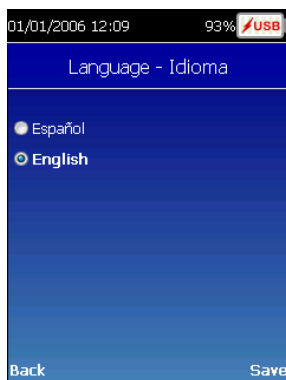 01/01/2006 12:09 93% USB
Language - Idioma
Español
English
Back Save